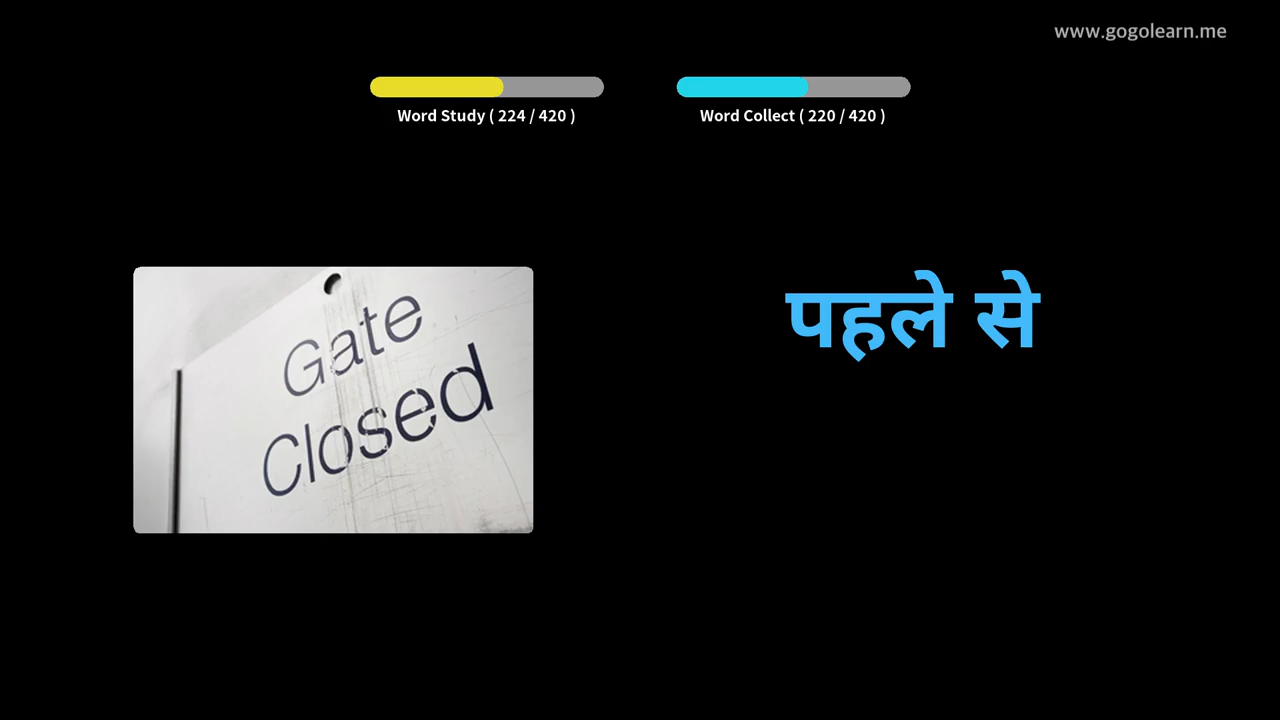 www.gogolearn.me
Word Study ( 224 / 420 )
Word Collect ( 220 / 420 )
Gate
Closed
पहले से